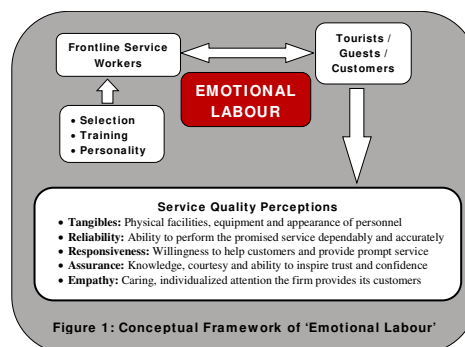 Frontline Service
Workers
Tourists /
Guests /
Customers
EMOTIONAL
LABOUR
• Selection
• Training
• Personality
Service Quality Perceptions
• Tangibles: Physical facilities, equipment and appearance of personnel
• Reliability: Ability to perform the promised service dependably and accurately
• Responsiveness: Willingness to help customers and provide prompt service
• Assurance: Knowledge, courtesy and ability to inspire trust and confidence
• Empathy: Caring, individualized attention the firm provides its customers
Figure 1: Conceptual Framework of 'Emotional Labour'